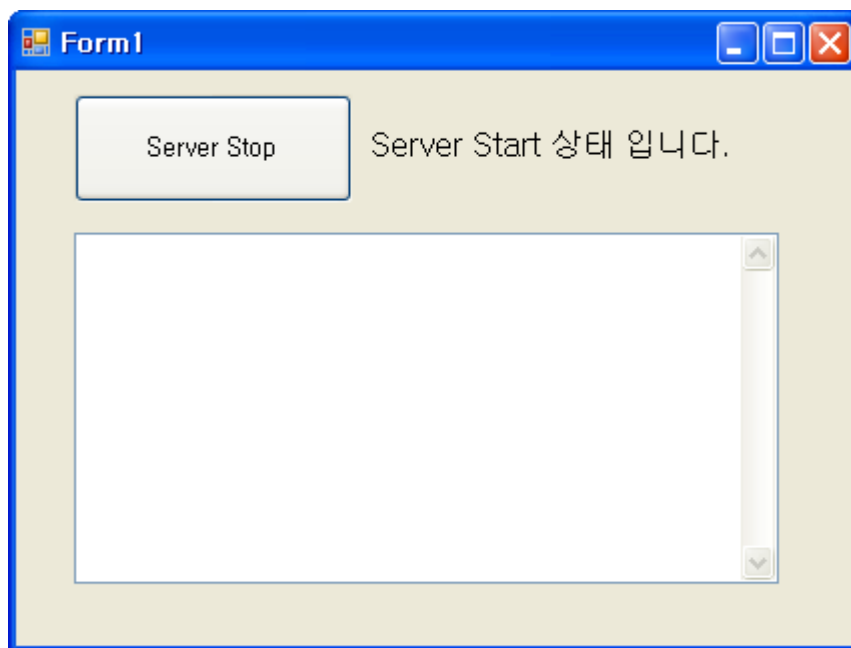 Form1
Server Stop
Server Start 상태 입니다.